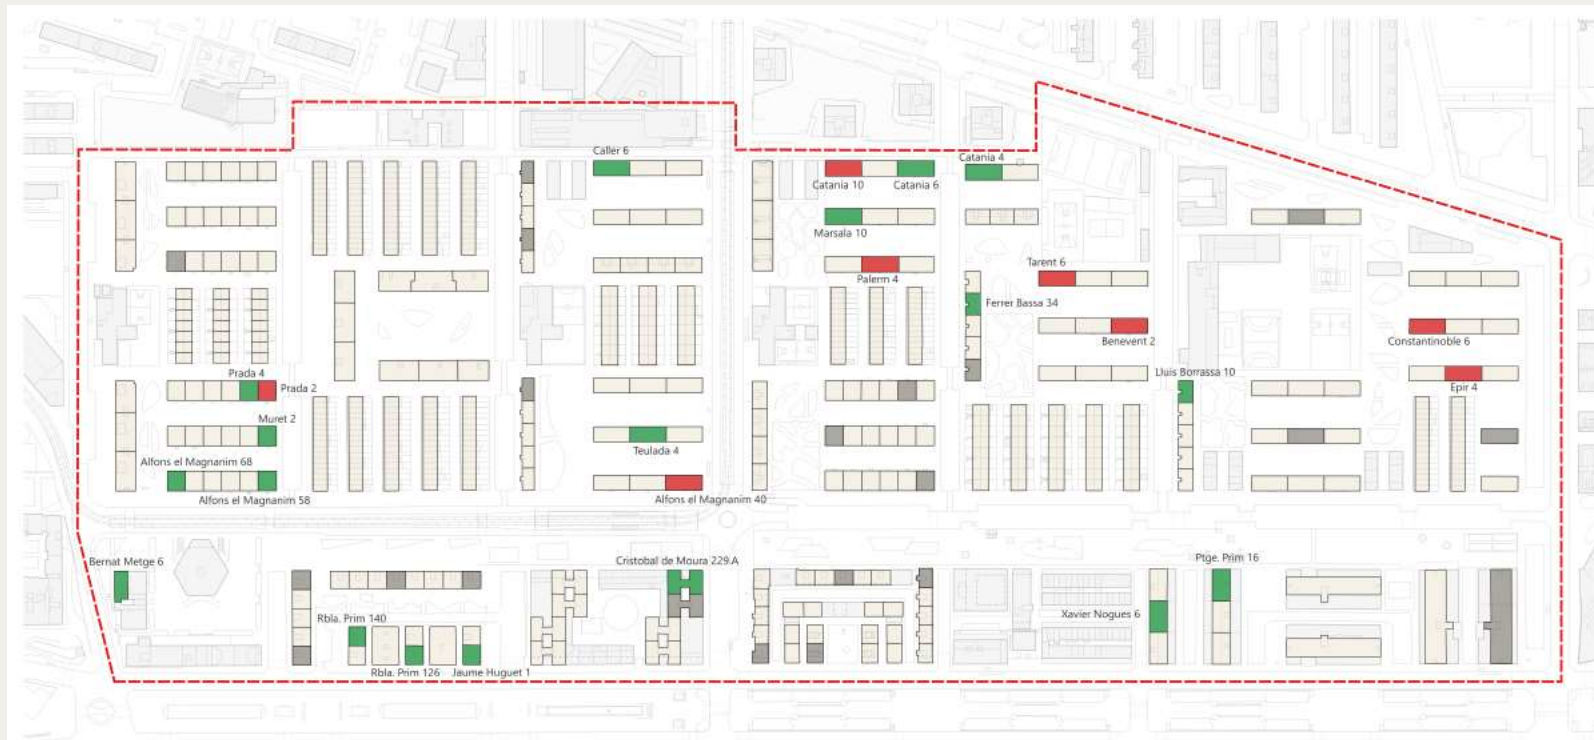 Caller 6
Catania 4
Catania 10
Catania 6
Marsala 10
Tarent 6
Palerm 4
Ferrer Bassa 34
Benevent 2
Constantinoble 6
Lluis Borrassa 10
Prada 4
Prada 2
Epir 4
Muret 2
Teulada 4
Alfons el Magnanim 68
Alfons el Magnanim 58
Alfons el Magnanim 40
Bernat Metge 6
Cristobal de Moura 229.A
Ptge. Prim 16
Rbla. Prim 140
Xavier Nogues 6
Rbla. Prim 126
Jaume Huguet 1